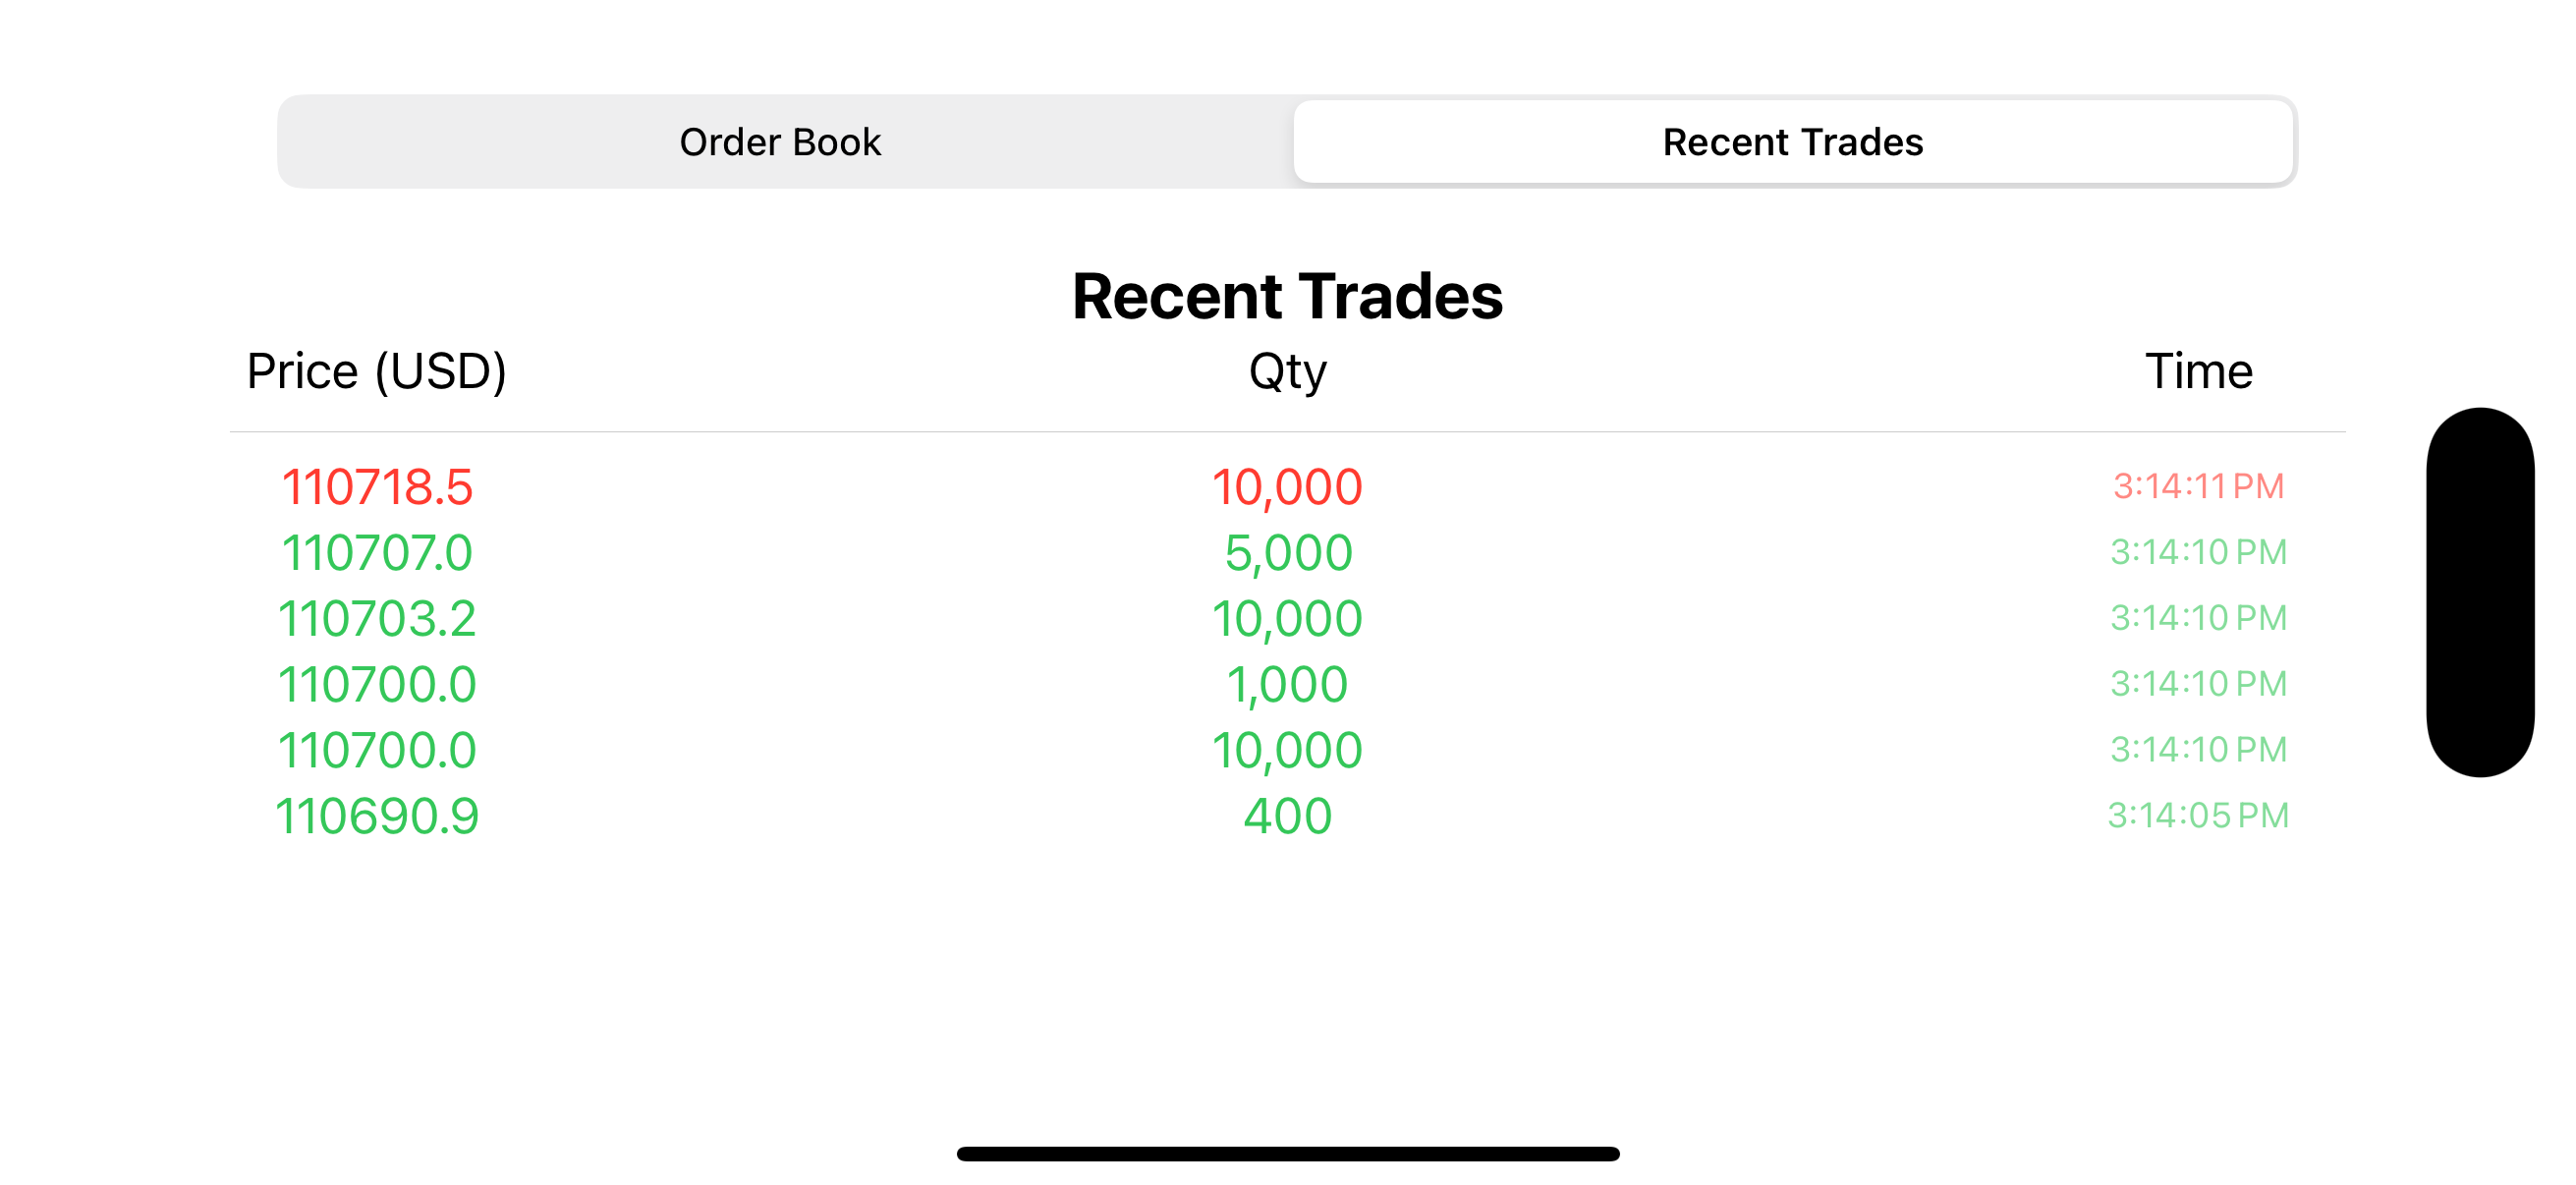 Order Book Recent Trades
Recent Trades
Price (USD) Qty Time
110718.5 10,000 3:14:11 PM
110707.0 5,000 3:14:10 PM
110703.2 10,000 3:14:10 PM
110700.0 1,000 3:14:10 PM
110700.0 10,000 3:14:10 PM
110690.9 400 3:14:05 PM